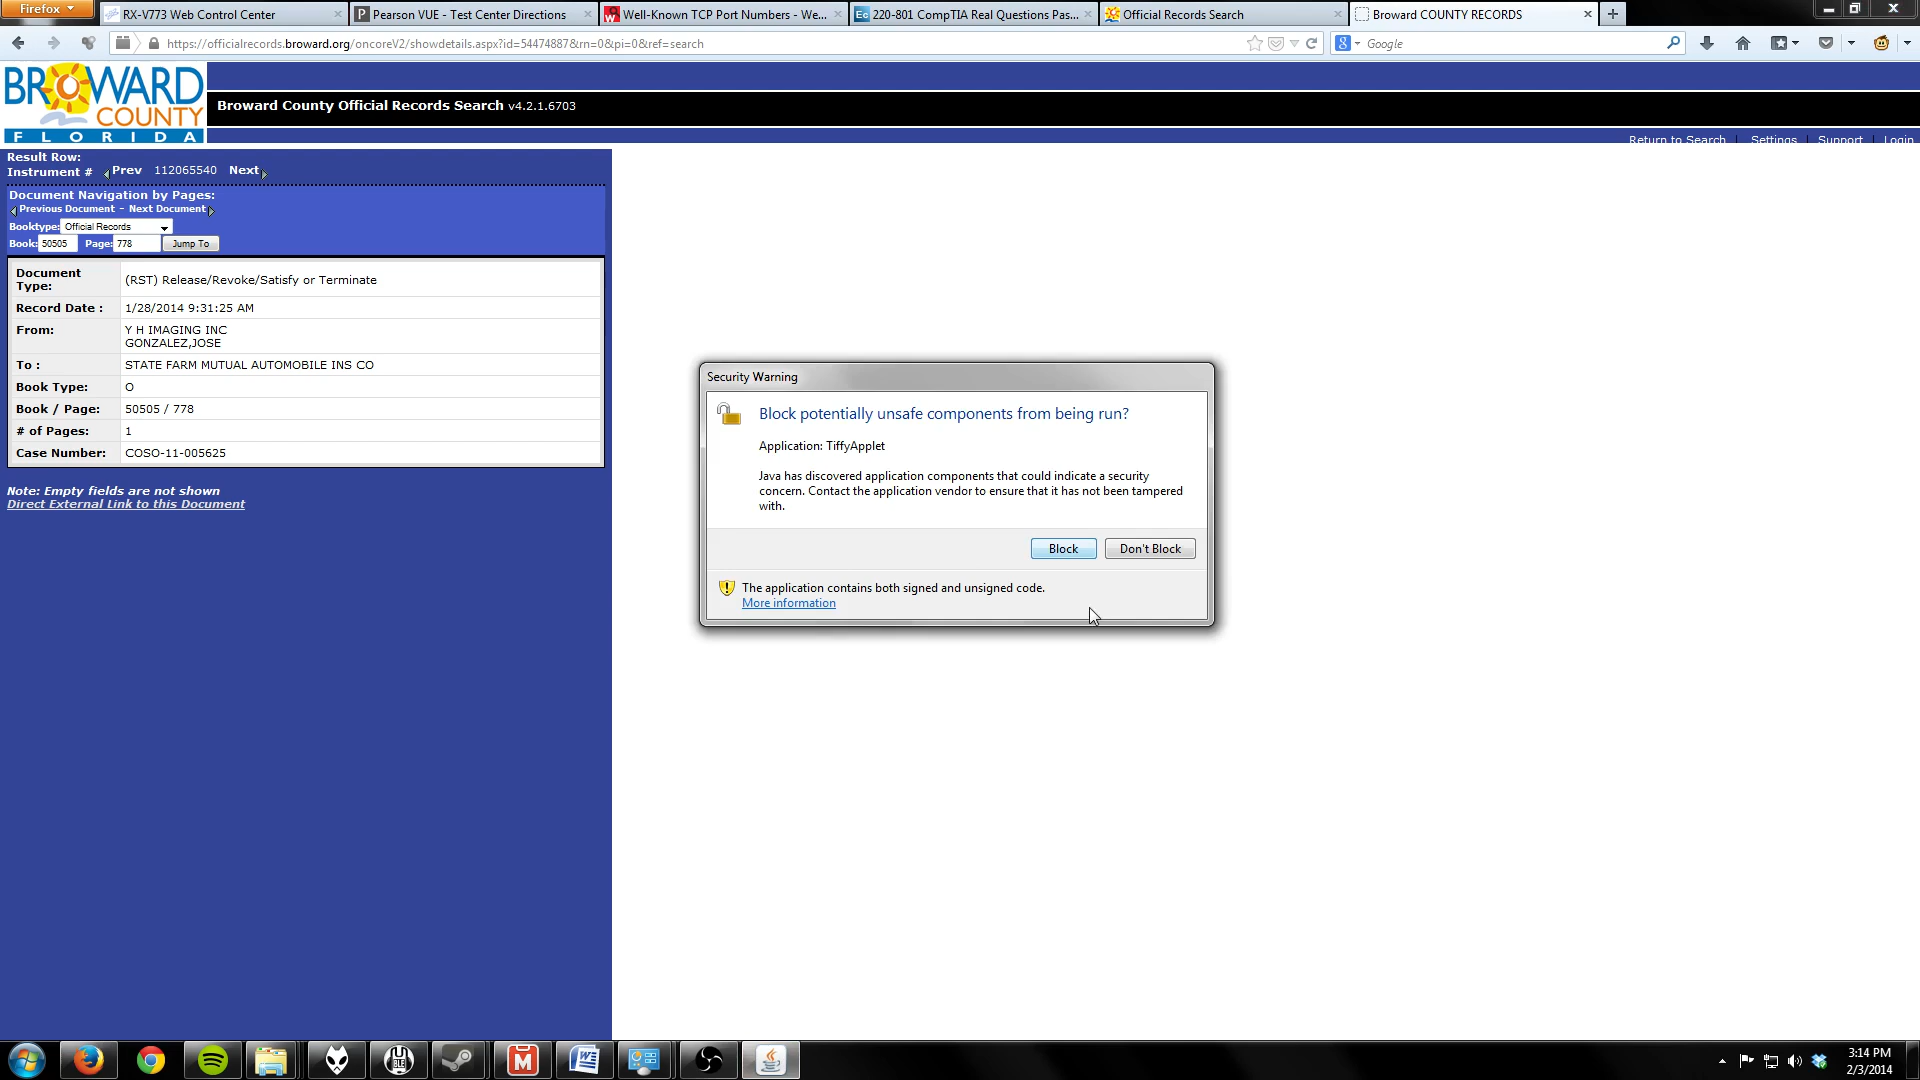 Firefox
RX-V773 Web Control Center
Pearson VUE - Test Center Directions
Well-Known TCP Port Numbers - We...
220-801 CompTIA Real Questions Pas...
Official Records Search
Broward COUNTY RECORDS
https://officialrecords.broward.org/oncoreV2/showdetails.aspx?id=54474887&rn=0&pi=0&ref=search
Google
BROWARD
COUNTY
FLORIDA
Broward County Official Records Search v4.2.1.6703
Return to Search
Settings
Support
Login
Result Row:
Instrument # Prev 112065540 Next
Document Navigation by Pages:
Previous Document - Next Document
Booktype: Official Records
Book: 50505 Page: 778 Jump To
Document Type: (RST) Release/Revoke/Satisfy or Terminate
Record Date : 1/28/2014 9:31:25 AM
From: Y H IMAGING INC
GONZALEZ,JOSE
To : STATE FARM MUTUAL AUTOMOBILE INS CO
Book Type: O
Book / Page: 50505 / 778
# of Pages: 1
Case Number: COSO-11-005625
Note: Empty fields are not shown
Direct External Link to this Document
Security Warning
Block potentially unsafe components from being run?
Application: TiffyApplet
Java has discovered application components that could indicate a security
concern. Contact the application vendor to ensure that it has not been tampered
with.
Block
Don't Block
The application contains both signed and unsigned code.
More information
3:14 PM
2/3/2014